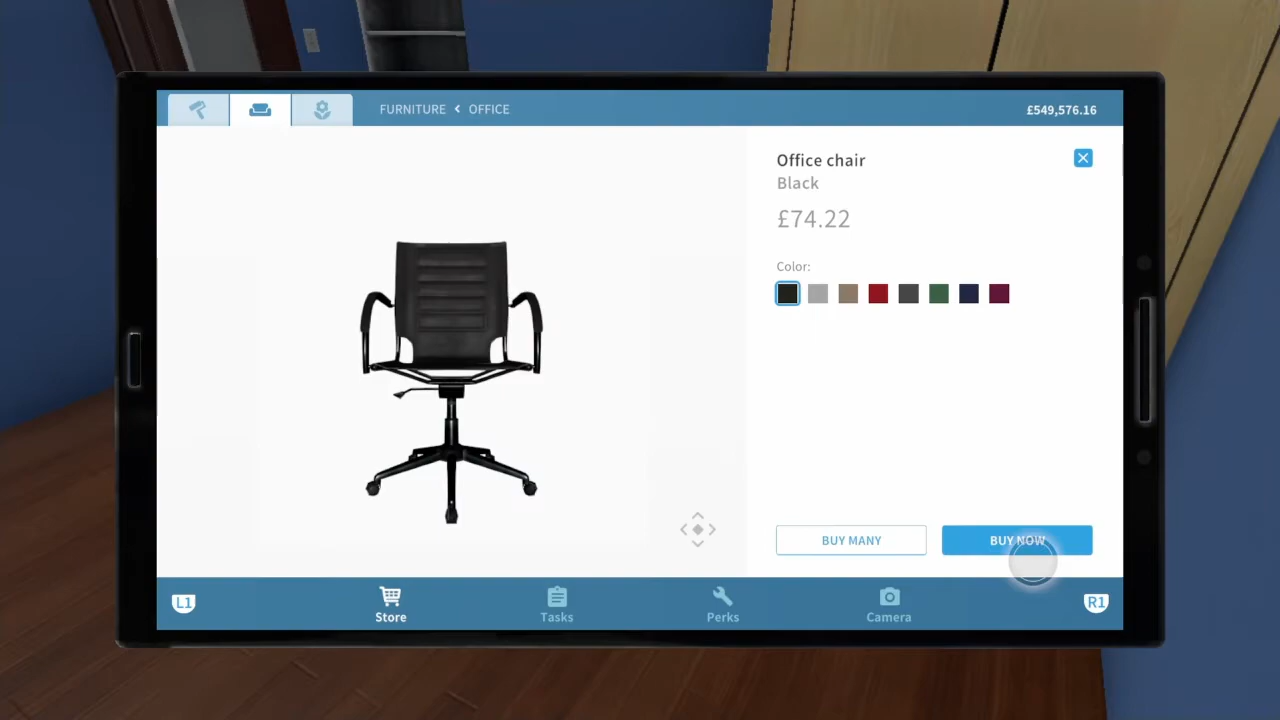 FURNITURE < OFFICE
£549,576.16
Office chair
Black
£74.22
Color:
BUY MANY
BUY NOW
L1
Store
Tasks
Perks
Camera
R1